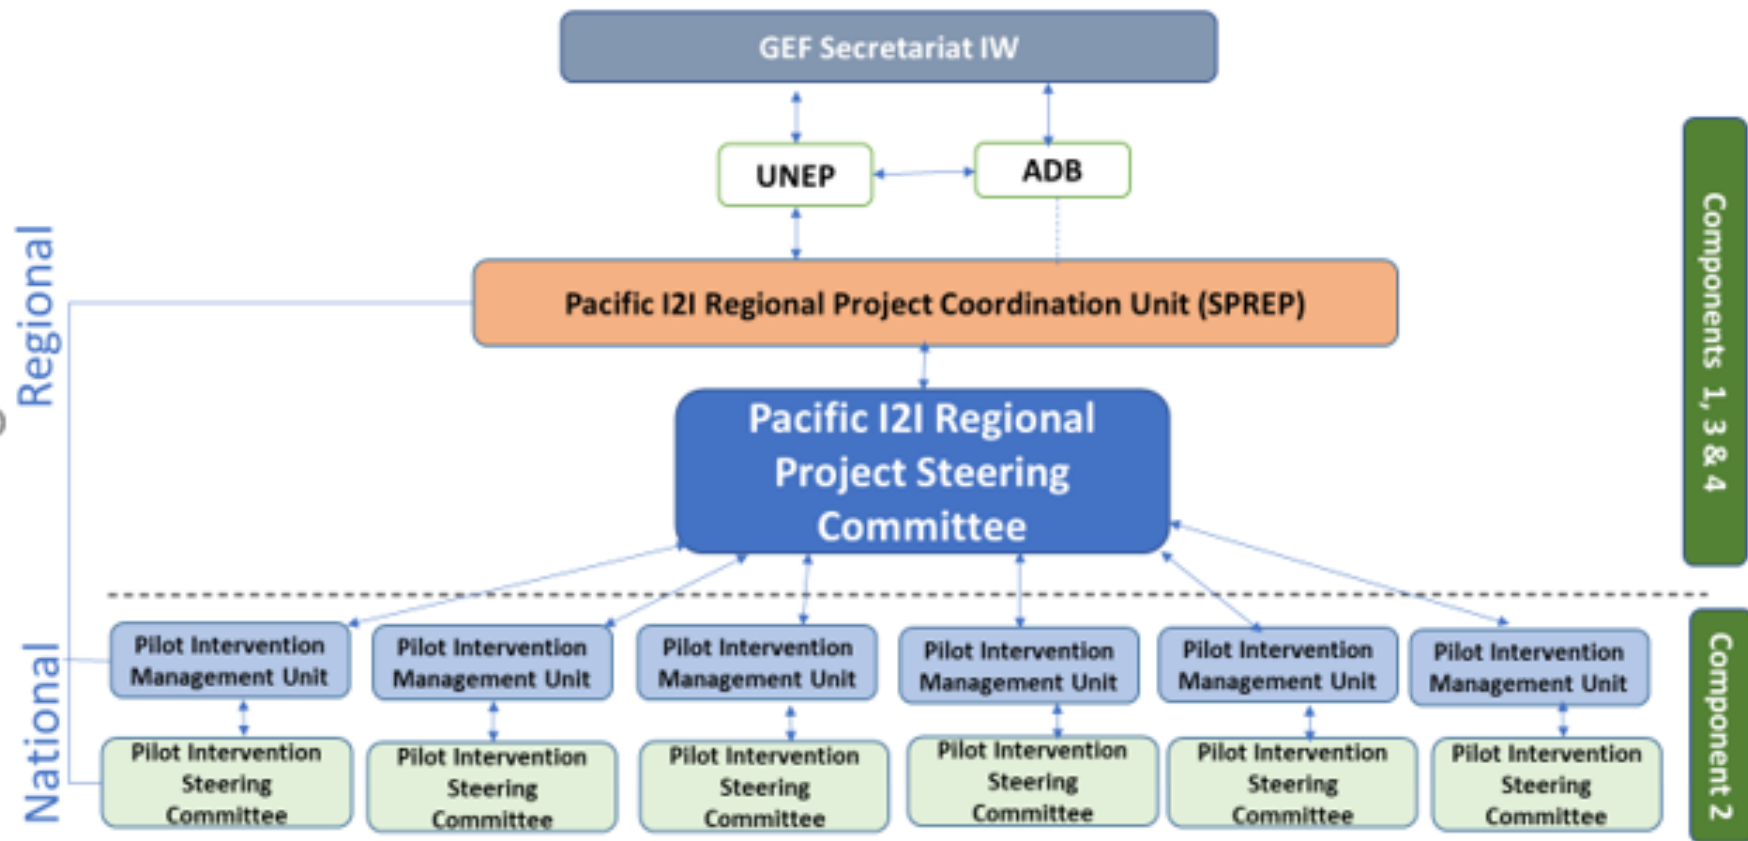 GEF Secretariat IW
UNEP
ADB
Regional
Pacific I2I Regional Project Coordination Unit (SPREP)
Components 1, 3 & 4
Pacific I2I Regional
Project Steering
Committee
National
Pilot Intervention
Management Unit
Pilot Intervention
Management Unit
Pilot Intervention
Management Unit
Pilot Intervention
Management Unit
Pilot Intervention
Management Unit
Pilot Intervention
Management Unit
Component 2
Pilot Intervention
Steering
Committee
Pilot Intervention
Steering
Committee
Pilot Intervention
Steering
Committee
Pilot Intervention
Steering
Committee
Pilot Intervention
Steering
Committee
Pilot Intervention
Steering
Committee